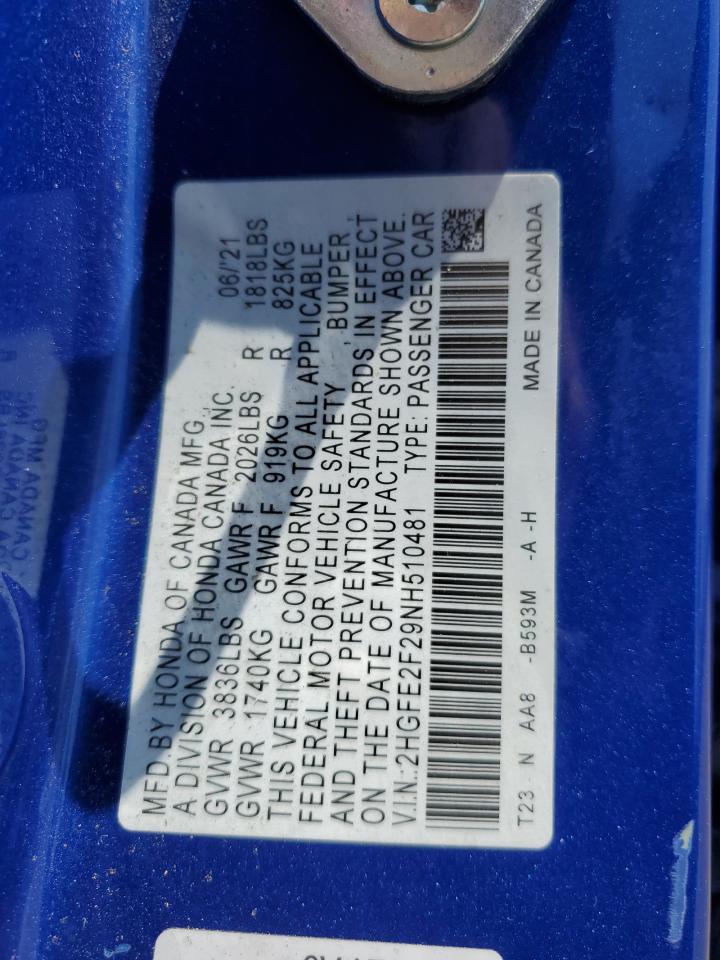 MFD.BY HONDA OF CANADA MFG. 06/'21
A DIVISION OF HONDA CANADA INC.
GVWR 3836LBS GAWR F 2026LBS R 1818LBS
GVWR 1740KG GAWR F 919KG R 825KG
THIS VEHICLE CONFORMS TO ALL APPLICABLE
FEDERAL MOTOR VEHICLE SAFETY , BUMPER ,
AND THEFT PREVENTION STANDARDS IN EFFECT
ON THE DATE OF MANUFACTURE SHOWN ABOVE.
V.I.N.:2HGFE2F29NH510481 TYPE: PASSENGER CAR
T23 - N AA8 -B593M -A -H MADE IN CANADA